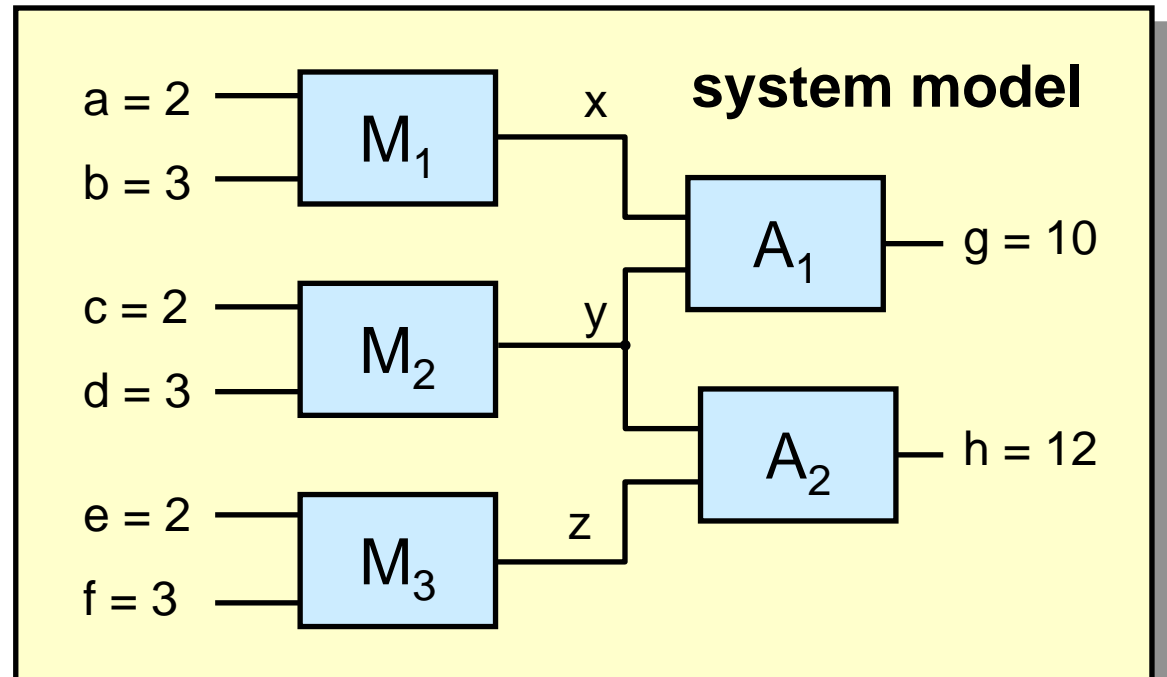 system model
a = 2
b = 3
M₁
x
A₁
g = 10
c = 2
d = 3
M₂
y
A₂
h = 12
e = 2
f = 3
M₃
z